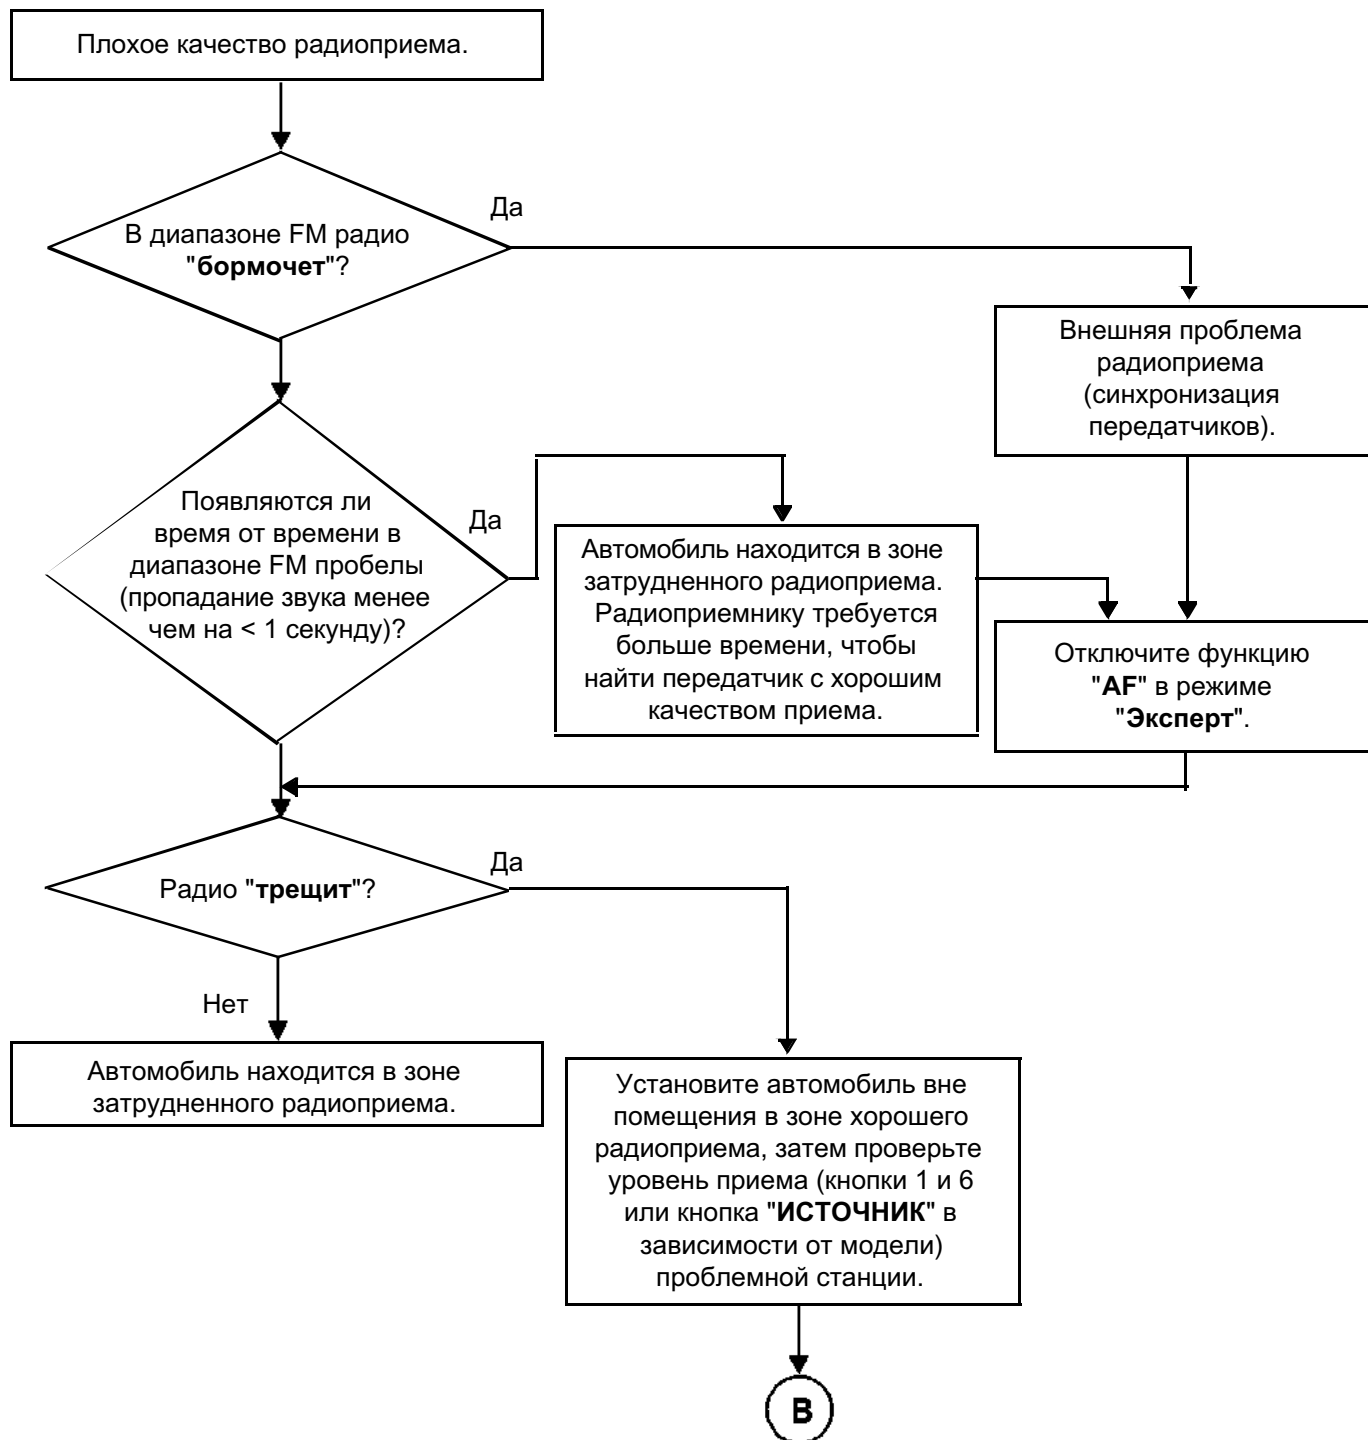 Плохое качество радиоприема.
Да
В диапазоне FM радио
"бормочет"?
Внешняя проблема
радиоприема
(синхронизация
передатчиков).
Появляются ли
время от времени в
диапазоне FM пробелы
(пропадание звука менее
чем на < 1 секунду)?
Да
Автомобиль находится в зоне
затрудненного радиоприема.
Радиоприемнику требуется
больше времени, чтобы
найти передатчик с хорошим
качеством приема.
Отключите функцию
"AF" в режиме
"Эксперт".
Радио "трещит"?
Да
Нет
Автомобиль находится в зоне
затрудненного радиоприема.
Установите автомобиль вне
помещения в зоне хорошего
радиоприема, затем проверьте
уровень приема (кнопки 1 и 6
или кнопка "ИСТОЧНИК" в
зависимости от модели)
проблемной станции.
B